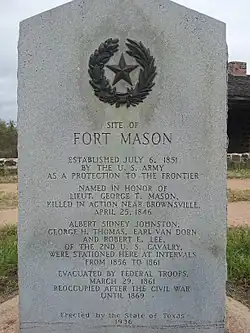 SITE OF
FORT MASON
ESTABLISHED JULY 6, 1851
BY THE U. S. ARMY
AS A PROTECTION TO THE FRONTIER
NAMED IN HONOR OF
LIEUT. GEORGE T. MASON,
KILLED IN ACTION NEAR BROWNSVILLE,
APRIL 25, 1846
ALBERT SIDNEY JOHNSTON,
GEORGE H. THOMAS, EARL VAN DORN
AND ROBERT E. LEE,
OF THE 2ND U. S. CAVALRY,
WERE STATIONED HERE AT INTERVALS
FROM 1856 TO 1861
EVACUATED BY FEDERAL TROOPS,
MARCH 29, 1861
REOCCUPIED AFTER THE CIVIL WAR
UNTIL 1869
Erected by the State of Texas
1936